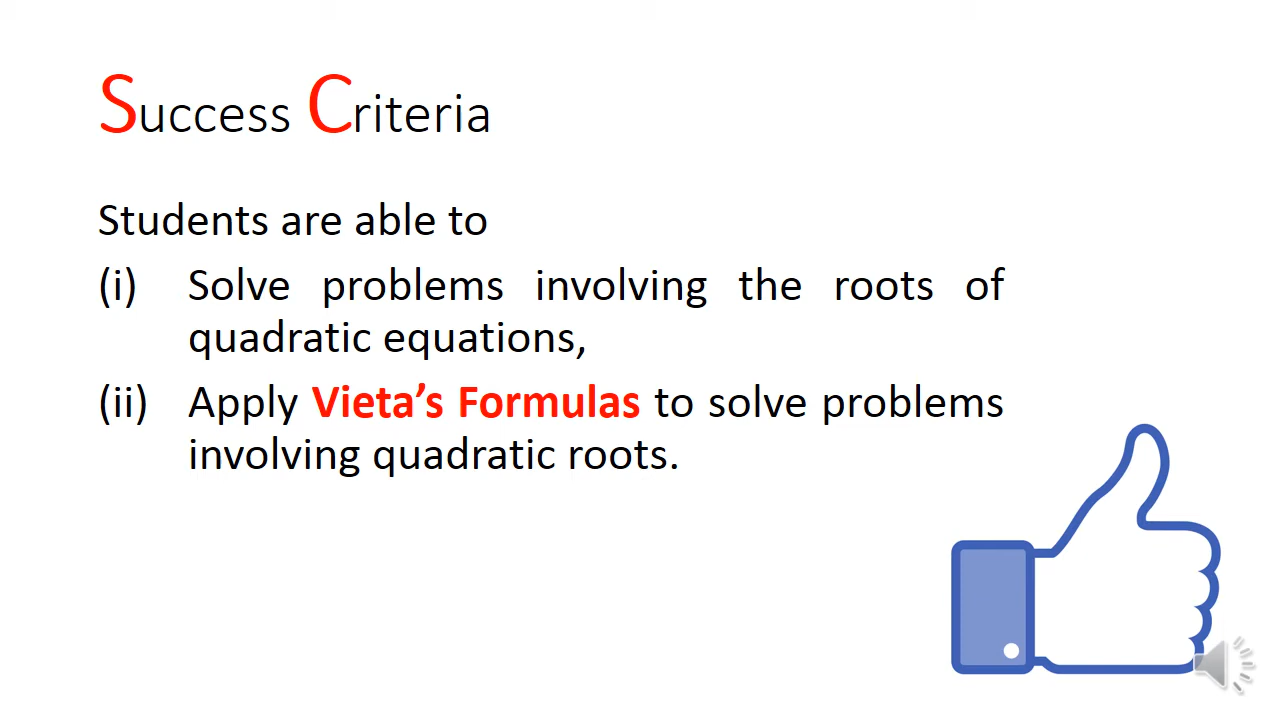 Success Criteria
Students are able to
(i) Solve problems involving the roots of
quadratic equations,
(ii) Apply Vieta’s Formulas to solve problems
involving quadratic roots.